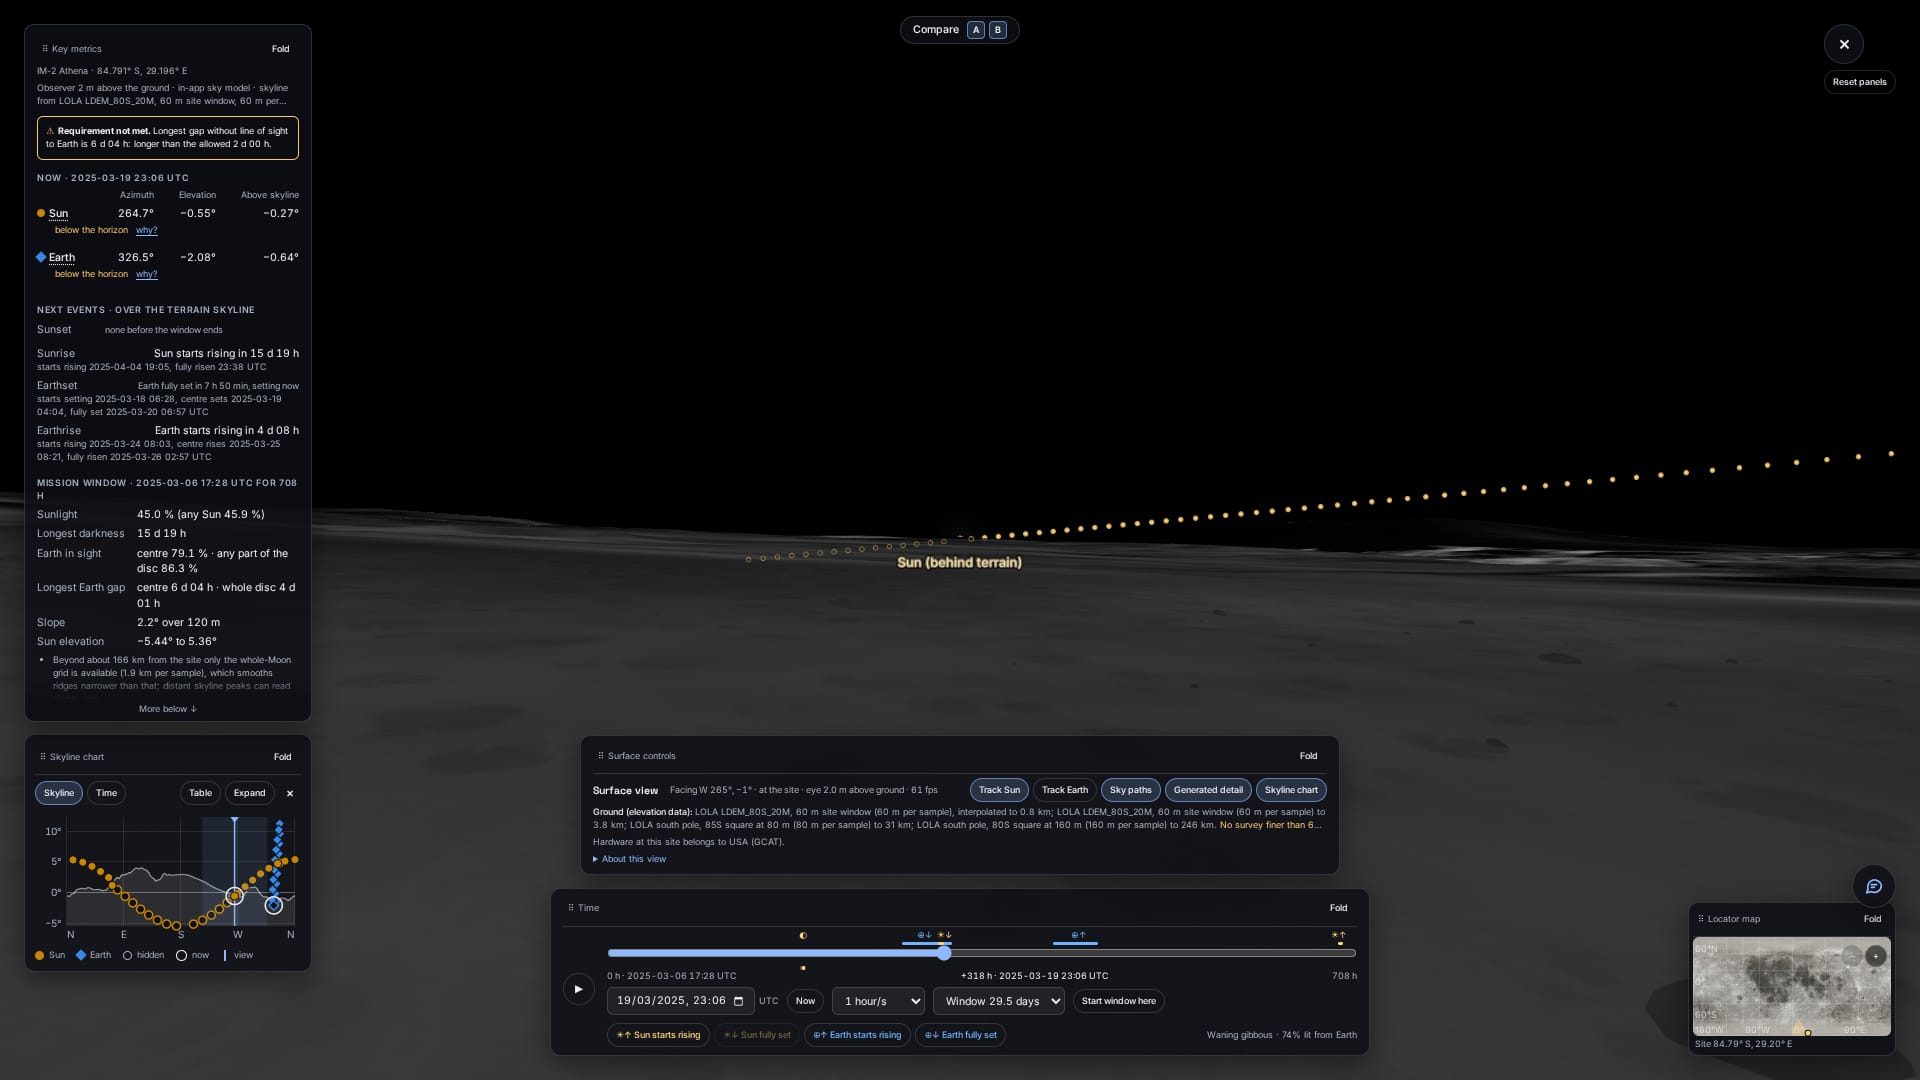 Compare A B
Reset panels
Key metrics Fold
IM-2 Athena · 84.791° S, 29.196° E
Observer 2 m above the ground · in-app sky model · skyline
from LOLA LDEM_80S_20M, 60 m site window, 60 m per...
⚠ Requirement not met. Longest gap without line of sight
to Earth is 6 d 04 h: longer than the allowed 2 d 00 h.
NOW · 2025-03-19 23:06 UTC
Azimuth Elevation Above skyline
Sun 264.7° −0.55° −0.27°
below the horizon why?
Earth 326.5° −2.08° −0.64°
below the horizon why?
NEXT EVENTS · OVER THE TERRAIN SKYLINE
Sunset none before the window ends
Sunrise Sun starts rising in 15 d 19 h
starts rising 2025-04-04 19:05, fully risen 23:38 UTC
Earthset Earth fully set in 7 h 50 min, setting now
starts setting 2025-03-18 06:28, centre sets 2025-03-19
04:04, fully set 2025-03-20 06:57 UTC
Earthrise Earth starts rising in 4 d 08 h
starts rising 2025-03-24 08:03, centre rises 2025-03-25
08:21, fully risen 2025-03-26 02:57 UTC
MISSION WINDOW · 2025-03-06 17:28 UTC FOR 708
H
Sunlight 45.0 % (any Sun 45.9 %)
Longest darkness 15 d 19 h
Earth in sight centre 79.1 % · any part of the
disc 86.3 %
Longest Earth gap centre 6 d 04 h · whole disc 4 d
01 h
Slope 2.2° over 120 m
Sun elevation −5.44° to 5.36°
• Beyond about 166 km from the site only the whole-Moon
grid is available (1.9 km per sample), which smooths
ridges narrower than that; distant skyline peaks can read
More below ↓
Sun (behind terrain)
Skyline chart Fold
Skyline Time Table Expand ×
10°
5°
0°
−5°
N E S W N
Sun Earth hidden now view
Surface controls Fold
Surface view Facing W 265°, −1° · at the site · eye 2.0 m above ground · 61 fps Track Sun Track Earth Sky paths Generated detail Skyline chart
Ground (elevation data): LOLA LDEM_80S_20M, 60 m site window, interpolated to 0.8 km; LOLA LDEM_80S_20M, 60 m site window (60 m per sample) to
3.8 km; LOLA south pole, 85S square at 80 m (80 m per sample) to 31 km; LOLA south pole, 80S square at 160 m (160 m per sample) to 246 km. No survey finer than 6...
Hardware at this site belongs to USA (GCAT).
▶ About this view
Time Fold
⊕↓ ☀↓ ⊕↑ ☀↑
0 h · 2025-03-06 17:28 UTC +318 h · 2025-03-19 23:06 UTC 708 h
19/03/2025, 23:06 UTC Now 1 hour/s Window 29.5 days Start window here
☀↑ Sun starts rising ☀↓ Sun fully set ⊕↑ Earth starts rising ⊕↓ Earth fully set Waning gibbous · 74% lit from Earth
Locator map Fold
60°N
0°
60°S
180°W 90°W 0° 90°E
Site 84.79° S, 29.20° E